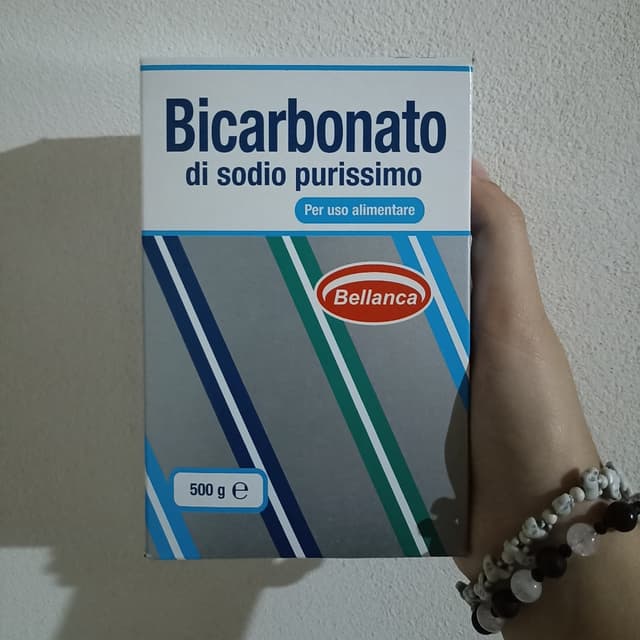 Bicarbonato
di sodio purissimo
Per uso alimentare
Bellanca
500 g ℮